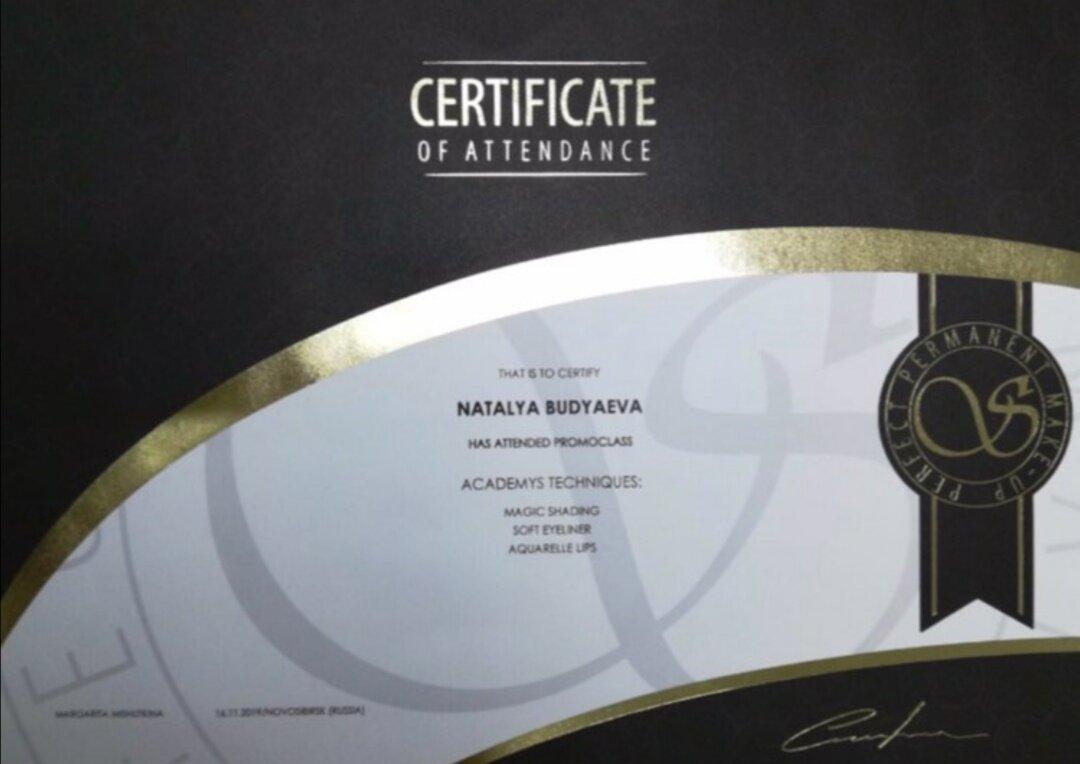 CERTIFICATE
OF ATTENDANCE
THAT IS TO CERTIFY
NATALYA BUDYAEVA
HAS ATTENDED PROMOCLASS
ACADEMYS TECHNIQUES:
MAGIC SHADING
SOFT EYELINER
AQUARELLE LIPS
PERFECT PERMANENT MAKE-UP
S
MARGARITA MISHUTKINA
16.11.2019/NOVOSIBIRSK (RUSSIA)